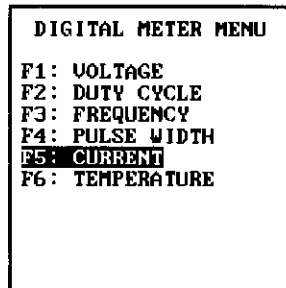 DIGITAL METER MENU
F1: VOLTAGE
F2: DUTY CYCLE
F3: FREQUENCY
F4: PULSE WIDTH
F5: CURRENT
F6: TEMPERATURE